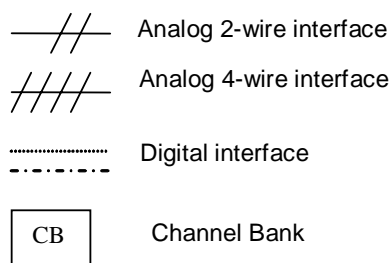 Analog 2-wire interface
Analog 4-wire interface
Digital interface
CB Channel Bank